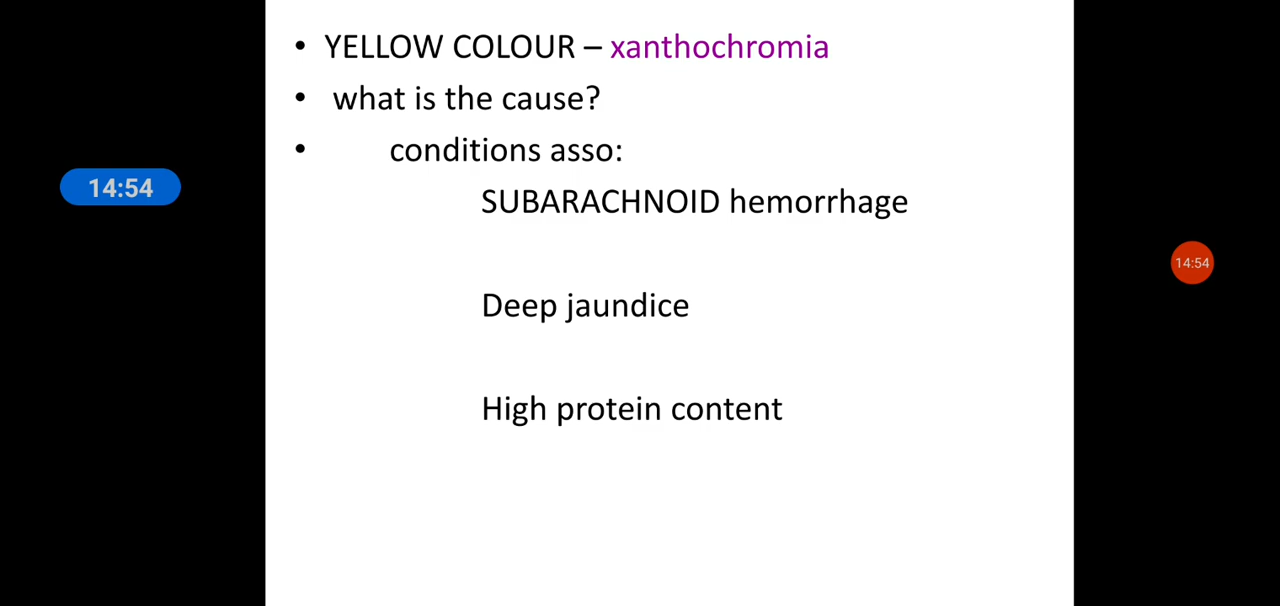 • YELLOW COLOUR – xanthochromia
• what is the cause?
• conditions asso:
14:54
SUBARACHNOID hemorrhage
14:54
Deep jaundice
High protein content